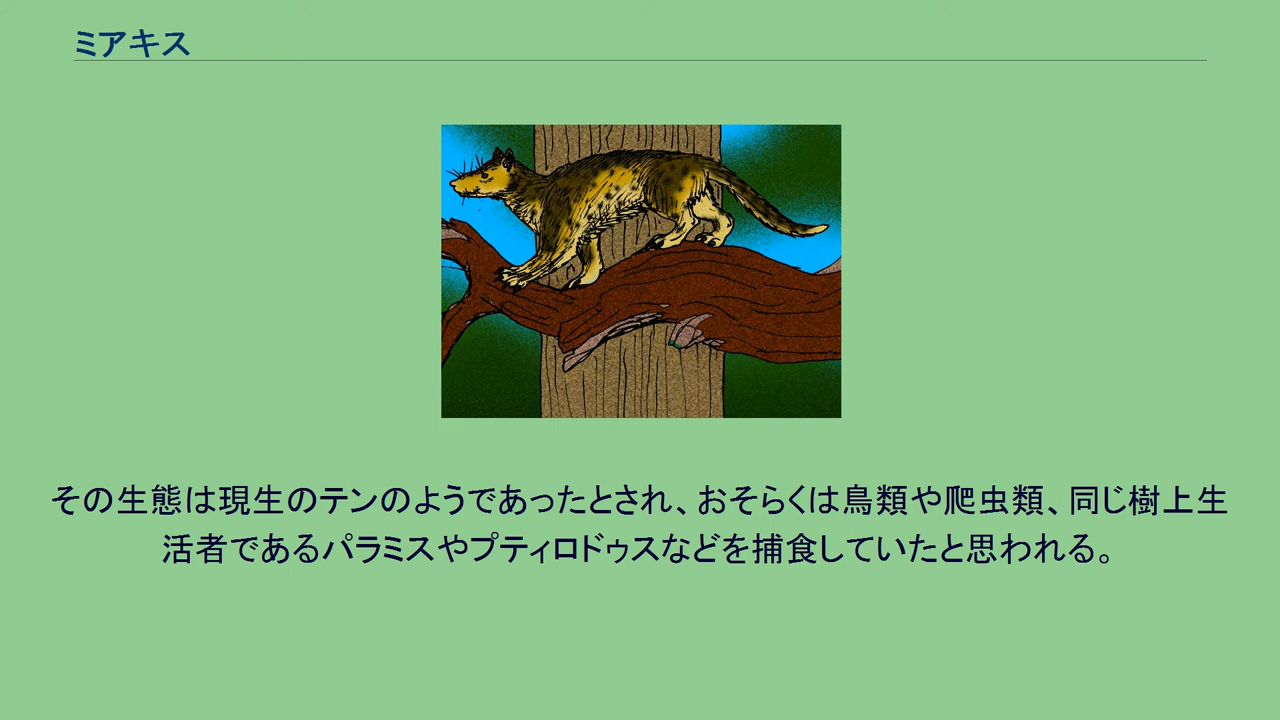 ミアキス
その生態は現生のテンのようであったとされ、おそらくは鳥類や爬虫類、同じ樹上生
活者であるパラミスやプティロドゥスなどを捕食していたと思われる。